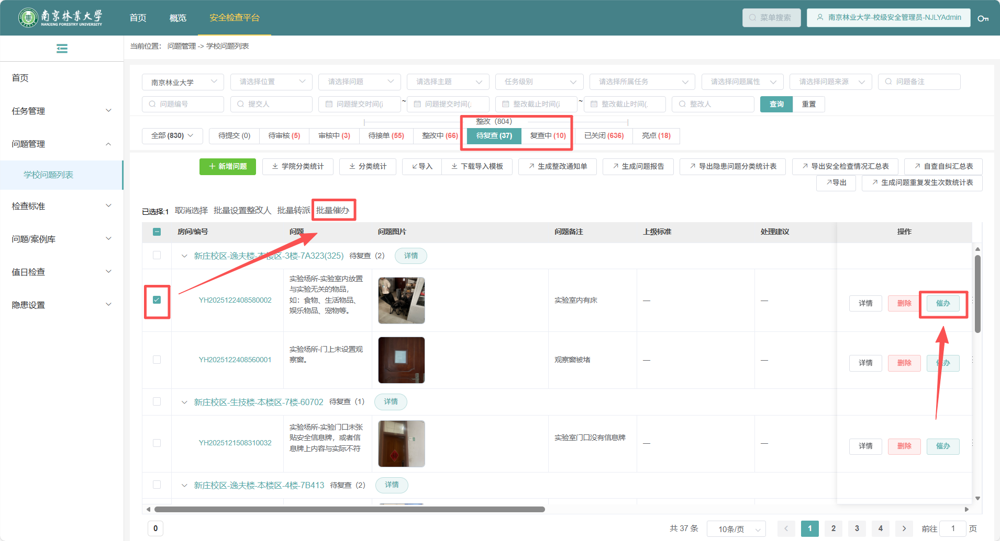 南京林业大学
NANJING FORESTRY UNIVERSITY
首页
概览
安全检查平台
菜单搜索
南京林业大学-校级安全管理员-NJLYAdmin
首页
任务管理
问题管理
学校问题列表
检查标准
问题/案例库
值日检查
隐患设置
当前位置： 问题管理 -> 学校问题列表
南京林业大学 请选择位置 请选择问题 请选择主题 任务级别 请选择所属任务 请选择问题属性 请选择问题来源 问题备注
问题编号 提交人 问题提交时间( ~ 问题提交时间(. 整改截止时间( ~ 整改截止时间(. 整改人 查询 重置
整改（804）
全部 (830) 待提交 (0) 待审核 (5) 审核中 (3) 待接单 (55) 整改中 (66) 待复查 (37) 复查中 (10) 已关闭 (636) 亮点 (18)
新增问题 学院分类统计 分类统计 导入 下载导入模板 生成整改通知单 生成问题报告 导出隐患问题分类统计表 导出安全检查情况汇总表 自查自纠汇总表
导出 生成问题重复发生次数统计表
已选择:1 取消选择 批量设置整改人 批量转派 批量催办
房间/编号 问题 问题图片 问题备注 上级标准 处理建议 操作
新庄校区-逸夫楼-本楼区-3楼-7A323(325) 待复查（2） 详情
YH2025122408580002
实验场所-实验室内放置
与实验无关的物品，
如：食物、生活物品、
娱乐物品、宠物等。
实验室内有床 — — 详情 删除 催办
YH2025122408560001
实验场所-门上未设置观
察窗。
观察窗被堵 — — 详情 删除 催办
新庄校区-生技楼-本楼区-7楼-60702 待复查（1） 详情
YH2025121508310032
实验场所-实验门口未张
贴安全信息牌，或者信
息牌上内容与实际不符
实验室门口没有信息牌 — — 详情 删除 催办
新庄校区-逸夫楼-本楼区-4楼-7B413 待复查（2） 详情
0
共 37 条 10条/页 1 2 3 4 前往 1 页